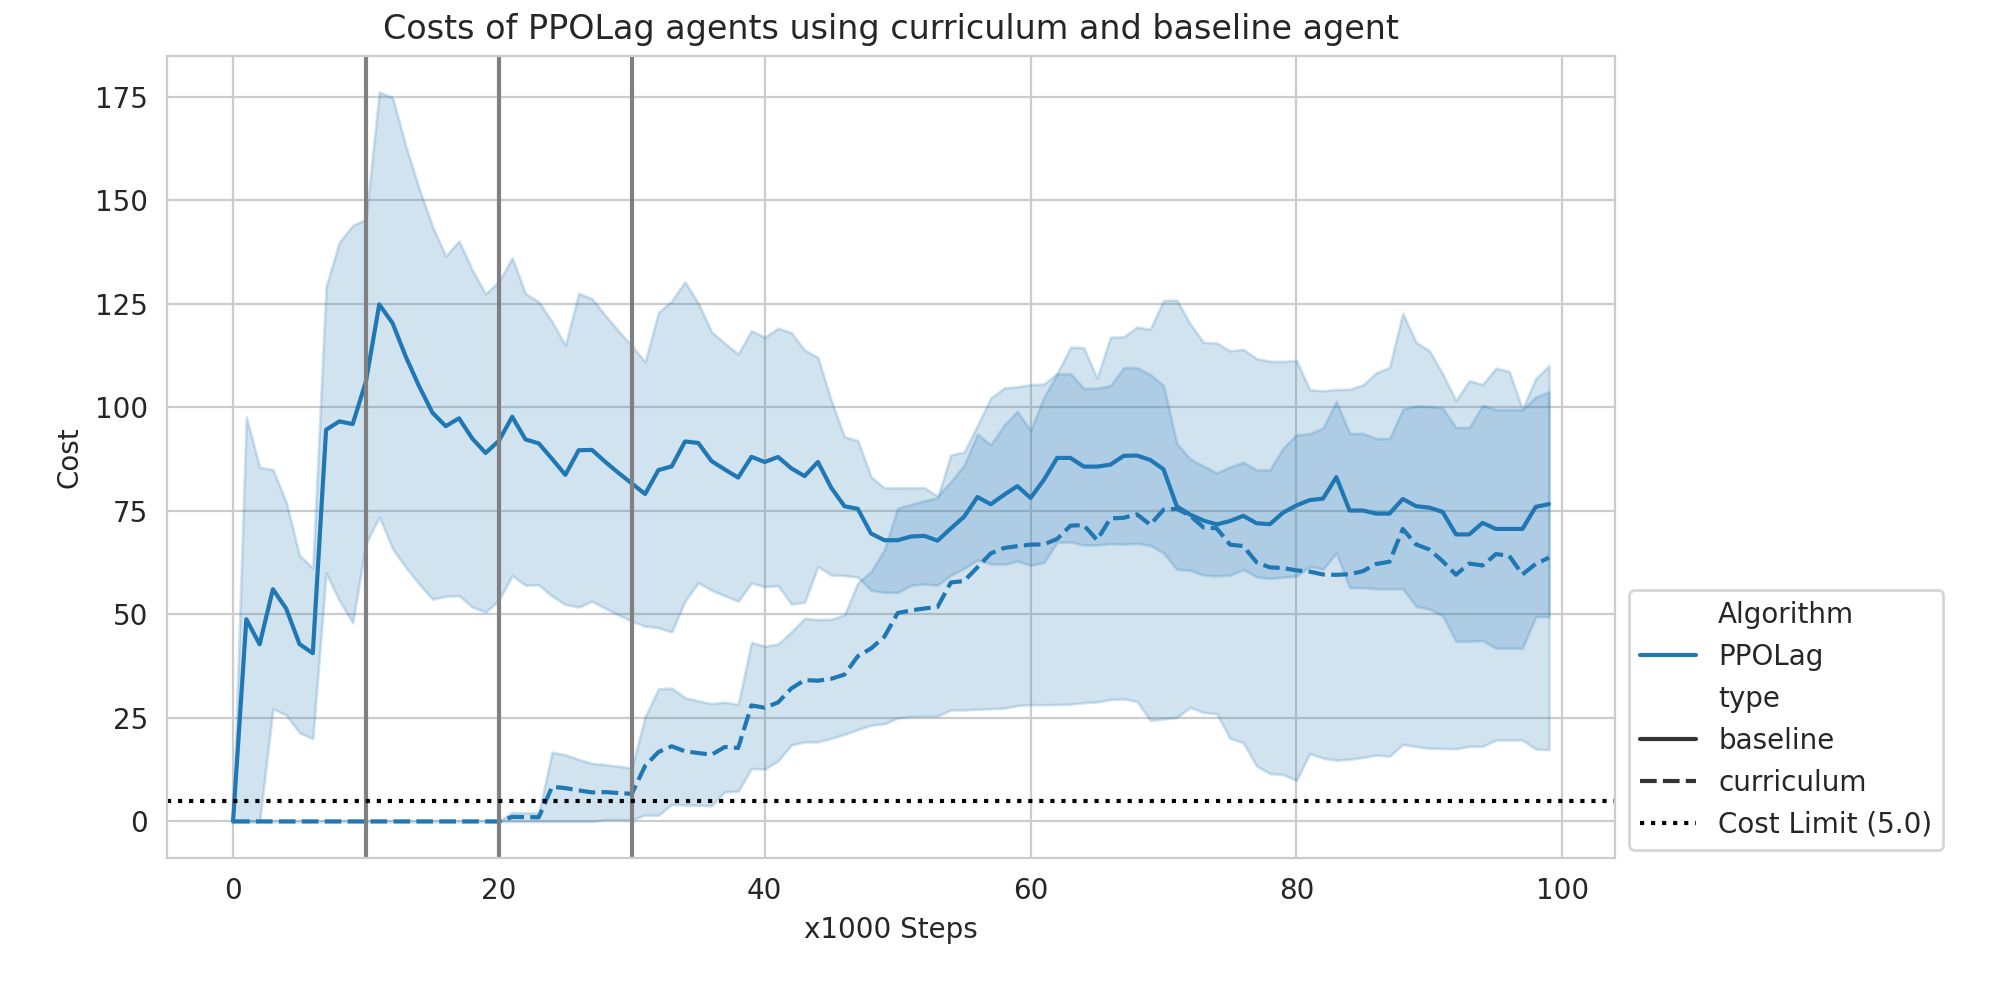 Costs of PPOLag agents using curriculum and baseline agent
175
150
125
100
75
50
25
0
Cost
0
20
40
60
80
100
x1000 Steps
Algorithm
PPOLag
type
baseline
curriculum
Cost Limit (5.0)